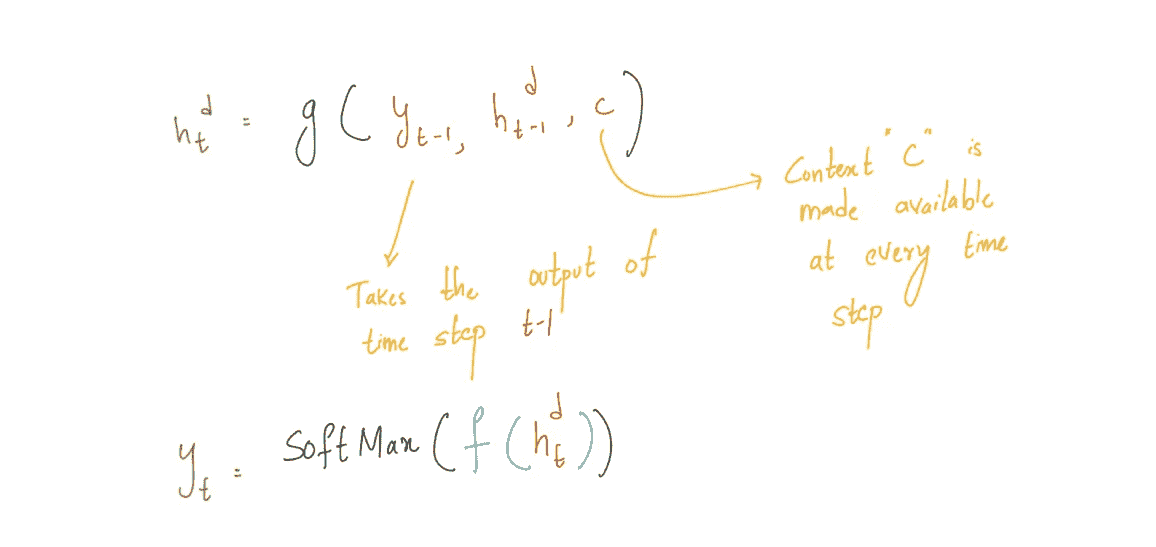 h_t^d = g( y_{t-1}, h_{t-1}^d, c )
Context "C" is
made available
at every time
step
Takes the output of
time step t-1
y_t = SoftMax( f( h_t^d ) )